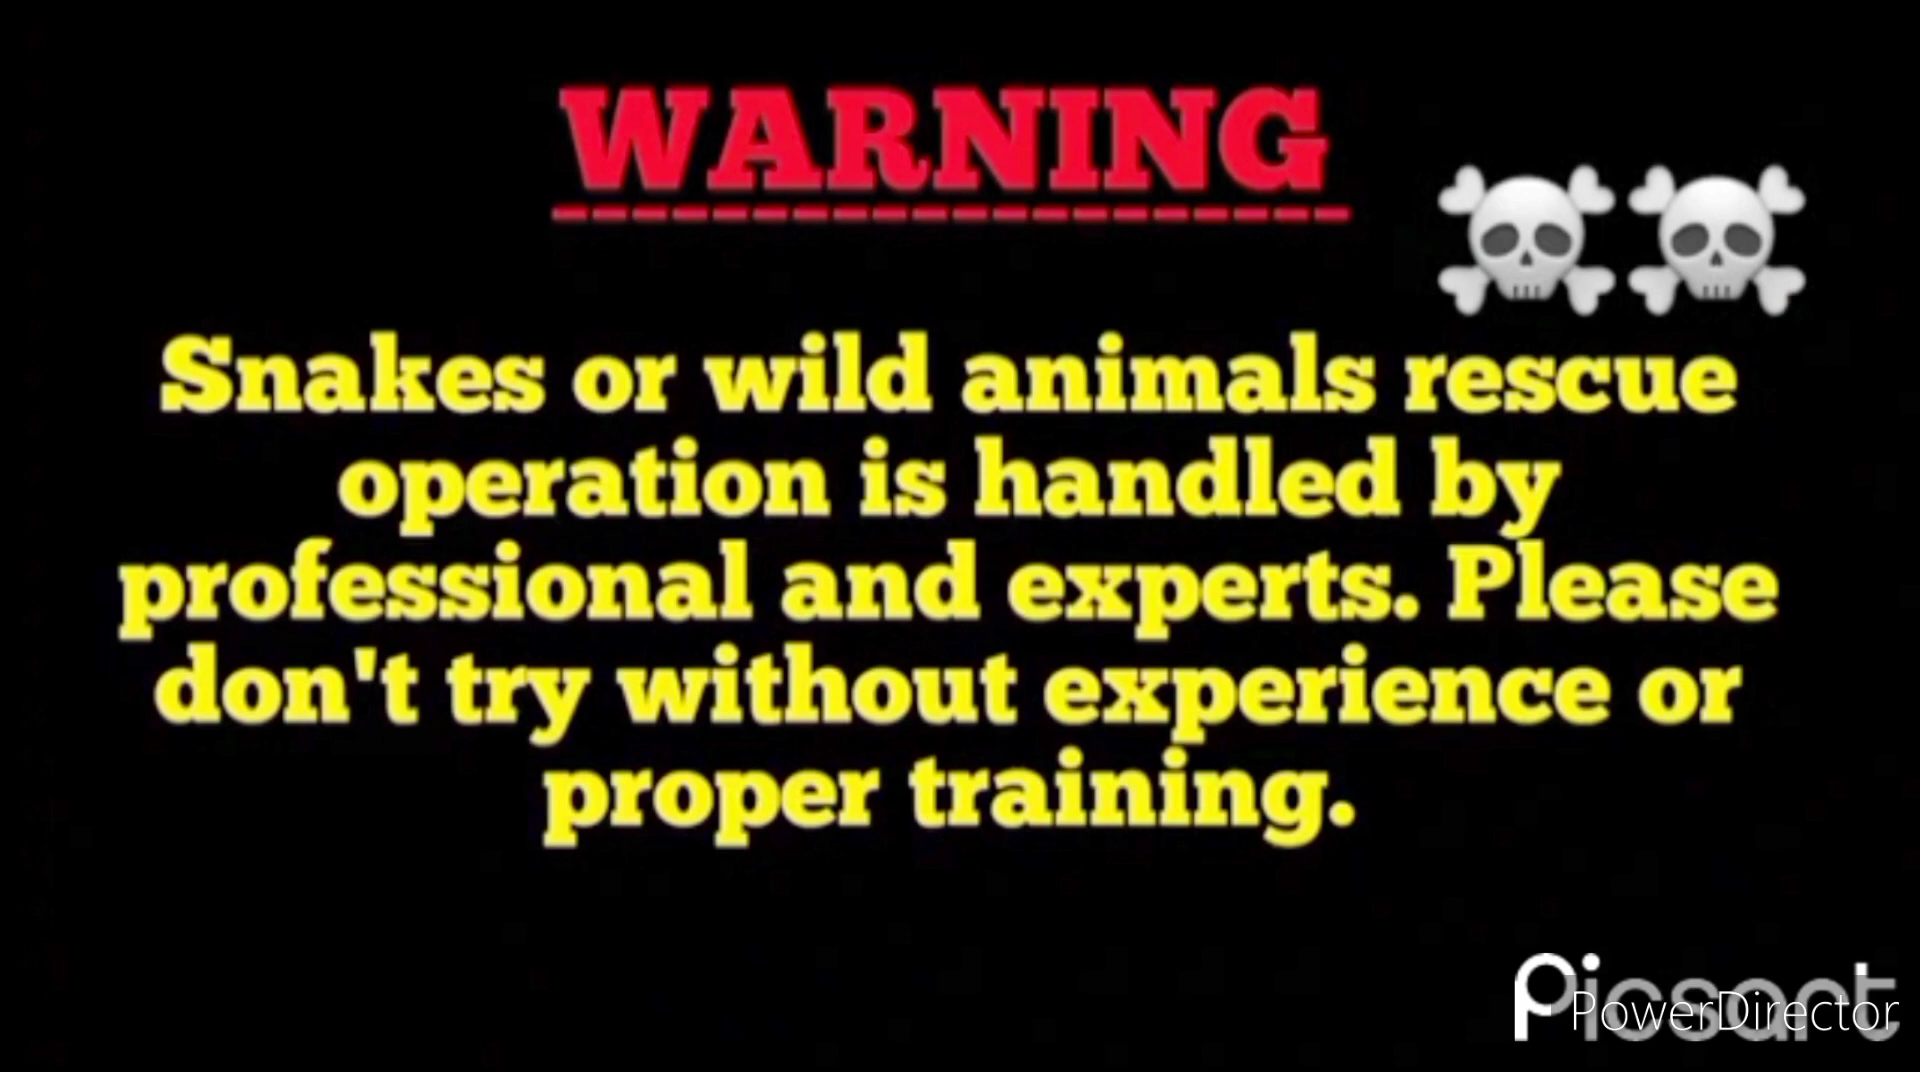 WARNING
Snakes or wild animals rescue
operation is handled by
professional and experts. Please
don't try without experience or
proper training.
Picsart
PowerDirector